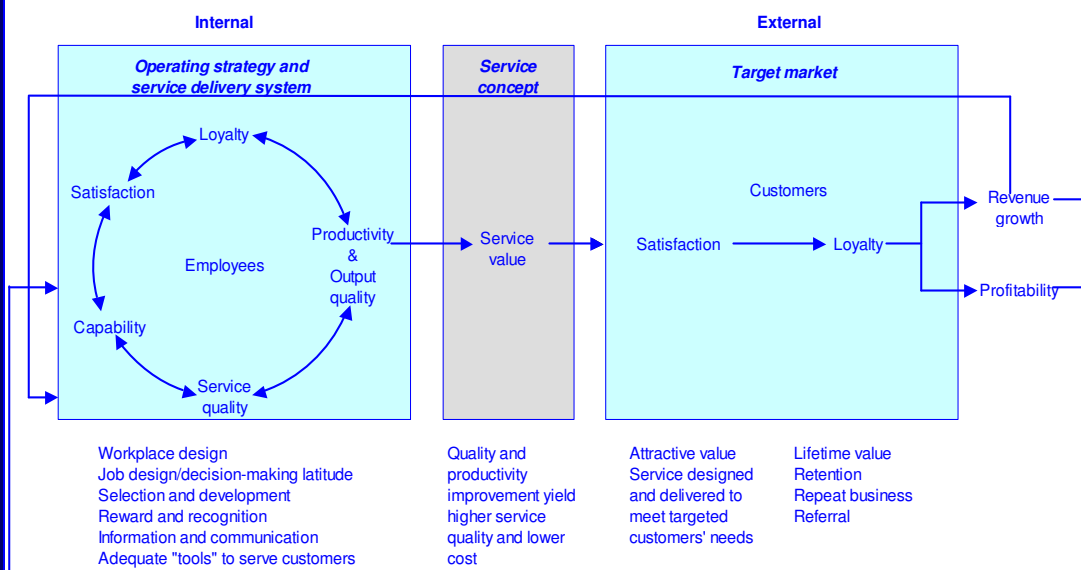 Internal
External
Operating strategy and
service delivery system
Service
concept
Target market
Loyalty
Satisfaction
Employees
Productivity
&
Output
quality
Capability
Service
quality
Service
value
Customers
Satisfaction
Loyalty
Revenue
growth
Profitability
Workplace design
Job design/decision-making latitude
Selection and development
Reward and recognition
Information and communication
Adequate "tools" to serve customers
Quality and
productivity
improvement yield
higher service
quality and lower
cost
Attractive value
Service designed
and delivered to
meet targeted
customers' needs
Lifetime value
Retention
Repeat business
Referral